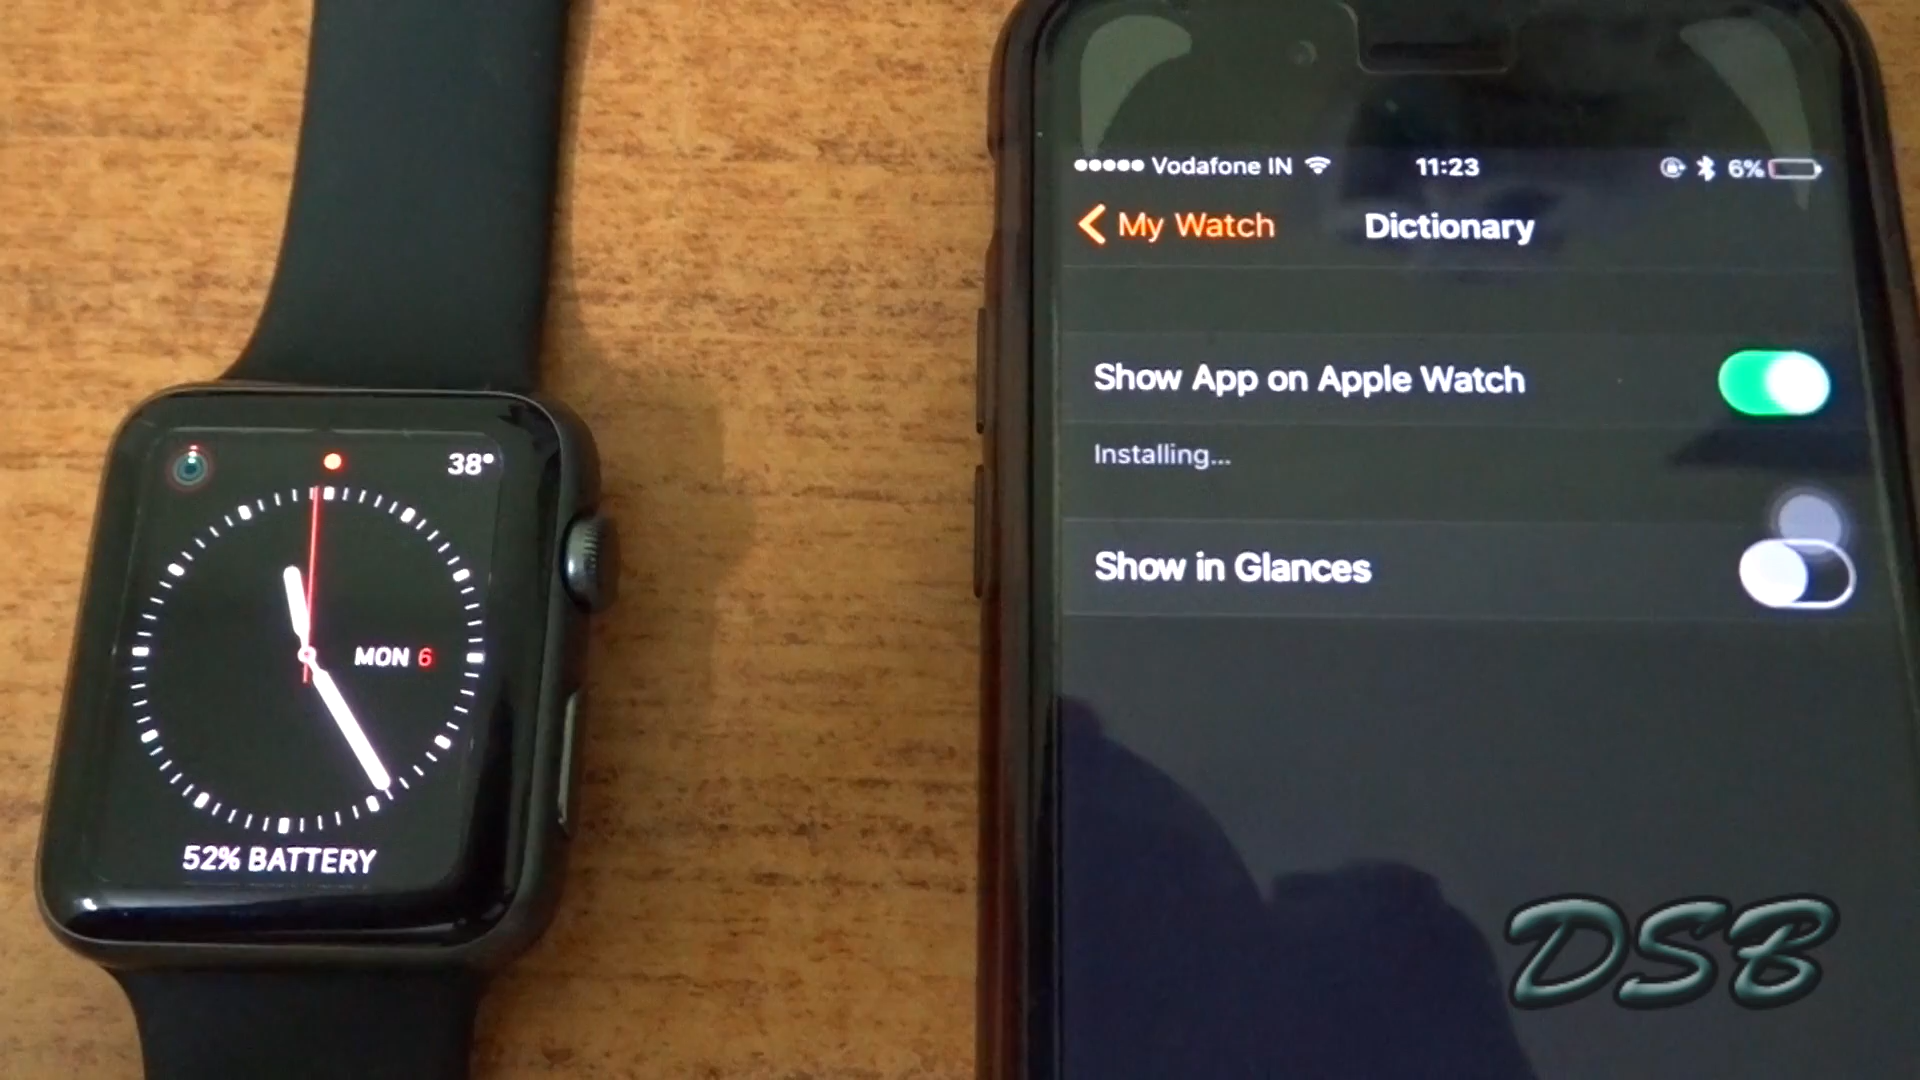 38°
MON 6
52% BATTERY
Vodafone IN 11:23 6%
My Watch Dictionary
Show App on Apple Watch
Installing...
Show in Glances
DSB